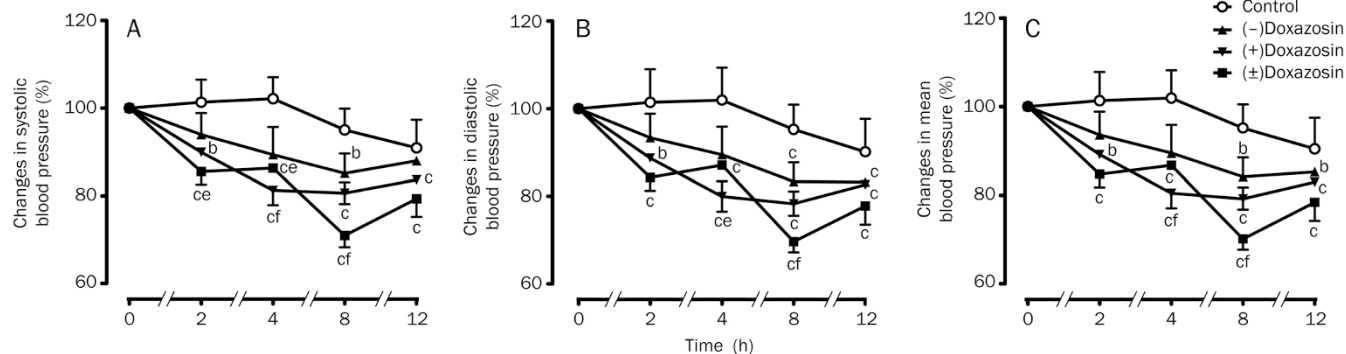 A
Changes in systolic
blood pressure (%)
120
100
80
60
b
ce
ce
cf
b
c
cf
c
c
0
2
4
8
12
B
Changes in diastolic
blood pressure (%)
120
100
80
60
b
c
c
ce
c
c
cf
c
c
c
0
2
4
8
12
Time (h)
C
Changes in mean
blood pressure (%)
120
100
80
60
b
c
c
cf
b
c
cf
b
c
c
0
2
4
8
12
Control
(−)Doxazosin
(+)Doxazosin
(±)Doxazosin